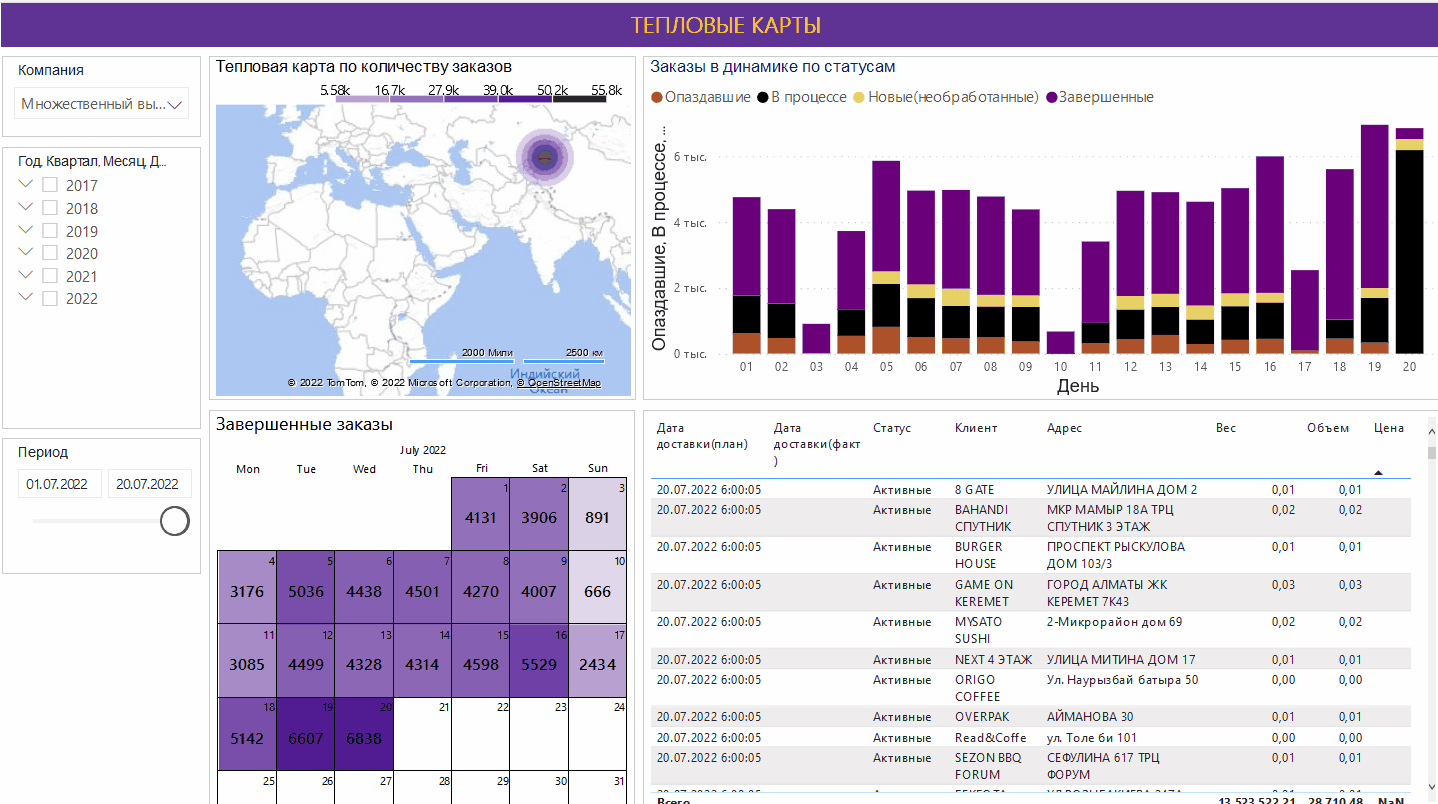 ТЕПЛОВЫЕ КАРТЫ
Компания
Множественный вы...
Год, Квартал, Месяц, Д...
2017
2018
2019
2020
2021
2022
Период
01.07.2022 20.07.2022
Тепловая карта по количеству заказов
5.58k 16.7k 27.9k 39.0k 50.2k 55.8k
2000 Мили 2500 км
Индийский
Океан
© 2022 TomTom, © 2022 Microsoft Corporation, © OpenStreetMap
Заказы в динамике по статусам
Опаздавшие В процессе Новые(необработанные) Завершенные
Опаздавшие, В процессе,...
6 тыс.
4 тыс.
2 тыс.
0 тыс.
01 02 03 04 05 06 07 08 09 10 11 12 13 14 15 16 17 18 19 20
День
Завершенные заказы
July 2022
Mon Tue Wed Thu Fri Sat Sun
1 2 3
4131 3906 891
4 5 6 7 8 9 10
3176 5036 4438 4501 4270 4007 666
11 12 13 14 15 16 17
3085 4499 4328 4314 4598 5529 2434
18 19 20 21 22 23 24
5142 6607 6838
25 26 27 28 29 30 31
Дата Дата Статус Клиент Адрес Вес Объем Цена
доставки(план) доставки(факт
)
20.07.2022 6:00:05 Активные 8 GATE УЛИЦА МАЙЛИНА ДОМ 2 0,01 0,01
20.07.2022 6:00:05 Активные BAHANDI МКР МАМЫР 18А ТРЦ 0,02 0,02
СПУТНИК СПУТНИК 3 ЭТАЖ
20.07.2022 6:00:05 Активные BURGER ПРОСПЕКТ РЫСКУЛОВА 0,01 0,01
HOUSE ДОМ 103/3
20.07.2022 6:00:05 Активные GAME ON ГОРОД АЛМАТЫ ЖК 0,03 0,03
KEREMET КЕРЕМЕТ 7К43
20.07.2022 6:00:05 Активные MYSATO 2-Микрорайон дом 69 0,02 0,02
SUSHI
20.07.2022 6:00:05 Активные NEXT 4 ЭТАЖ УЛИЦА МИТИНА ДОМ 17 0,01 0,01
20.07.2022 6:00:05 Активные ORIGO Ул. Наурызбай батыра 50 0,00 0,00
COFFEE
20.07.2022 6:00:05 Активные OVERPAK АЙМАНОВА 30 0,01 0,01
20.07.2022 6:00:05 Активные Read&Coffe ул. Толе би 101 0,00 0,00
20.07.2022 6:00:05 Активные SEZON BBQ СЕФУЛИНА 617 ТРЦ 0,01 0,01
FORUM ФОРУМ
Всего 13 523 522,21 28 710,48 NaN